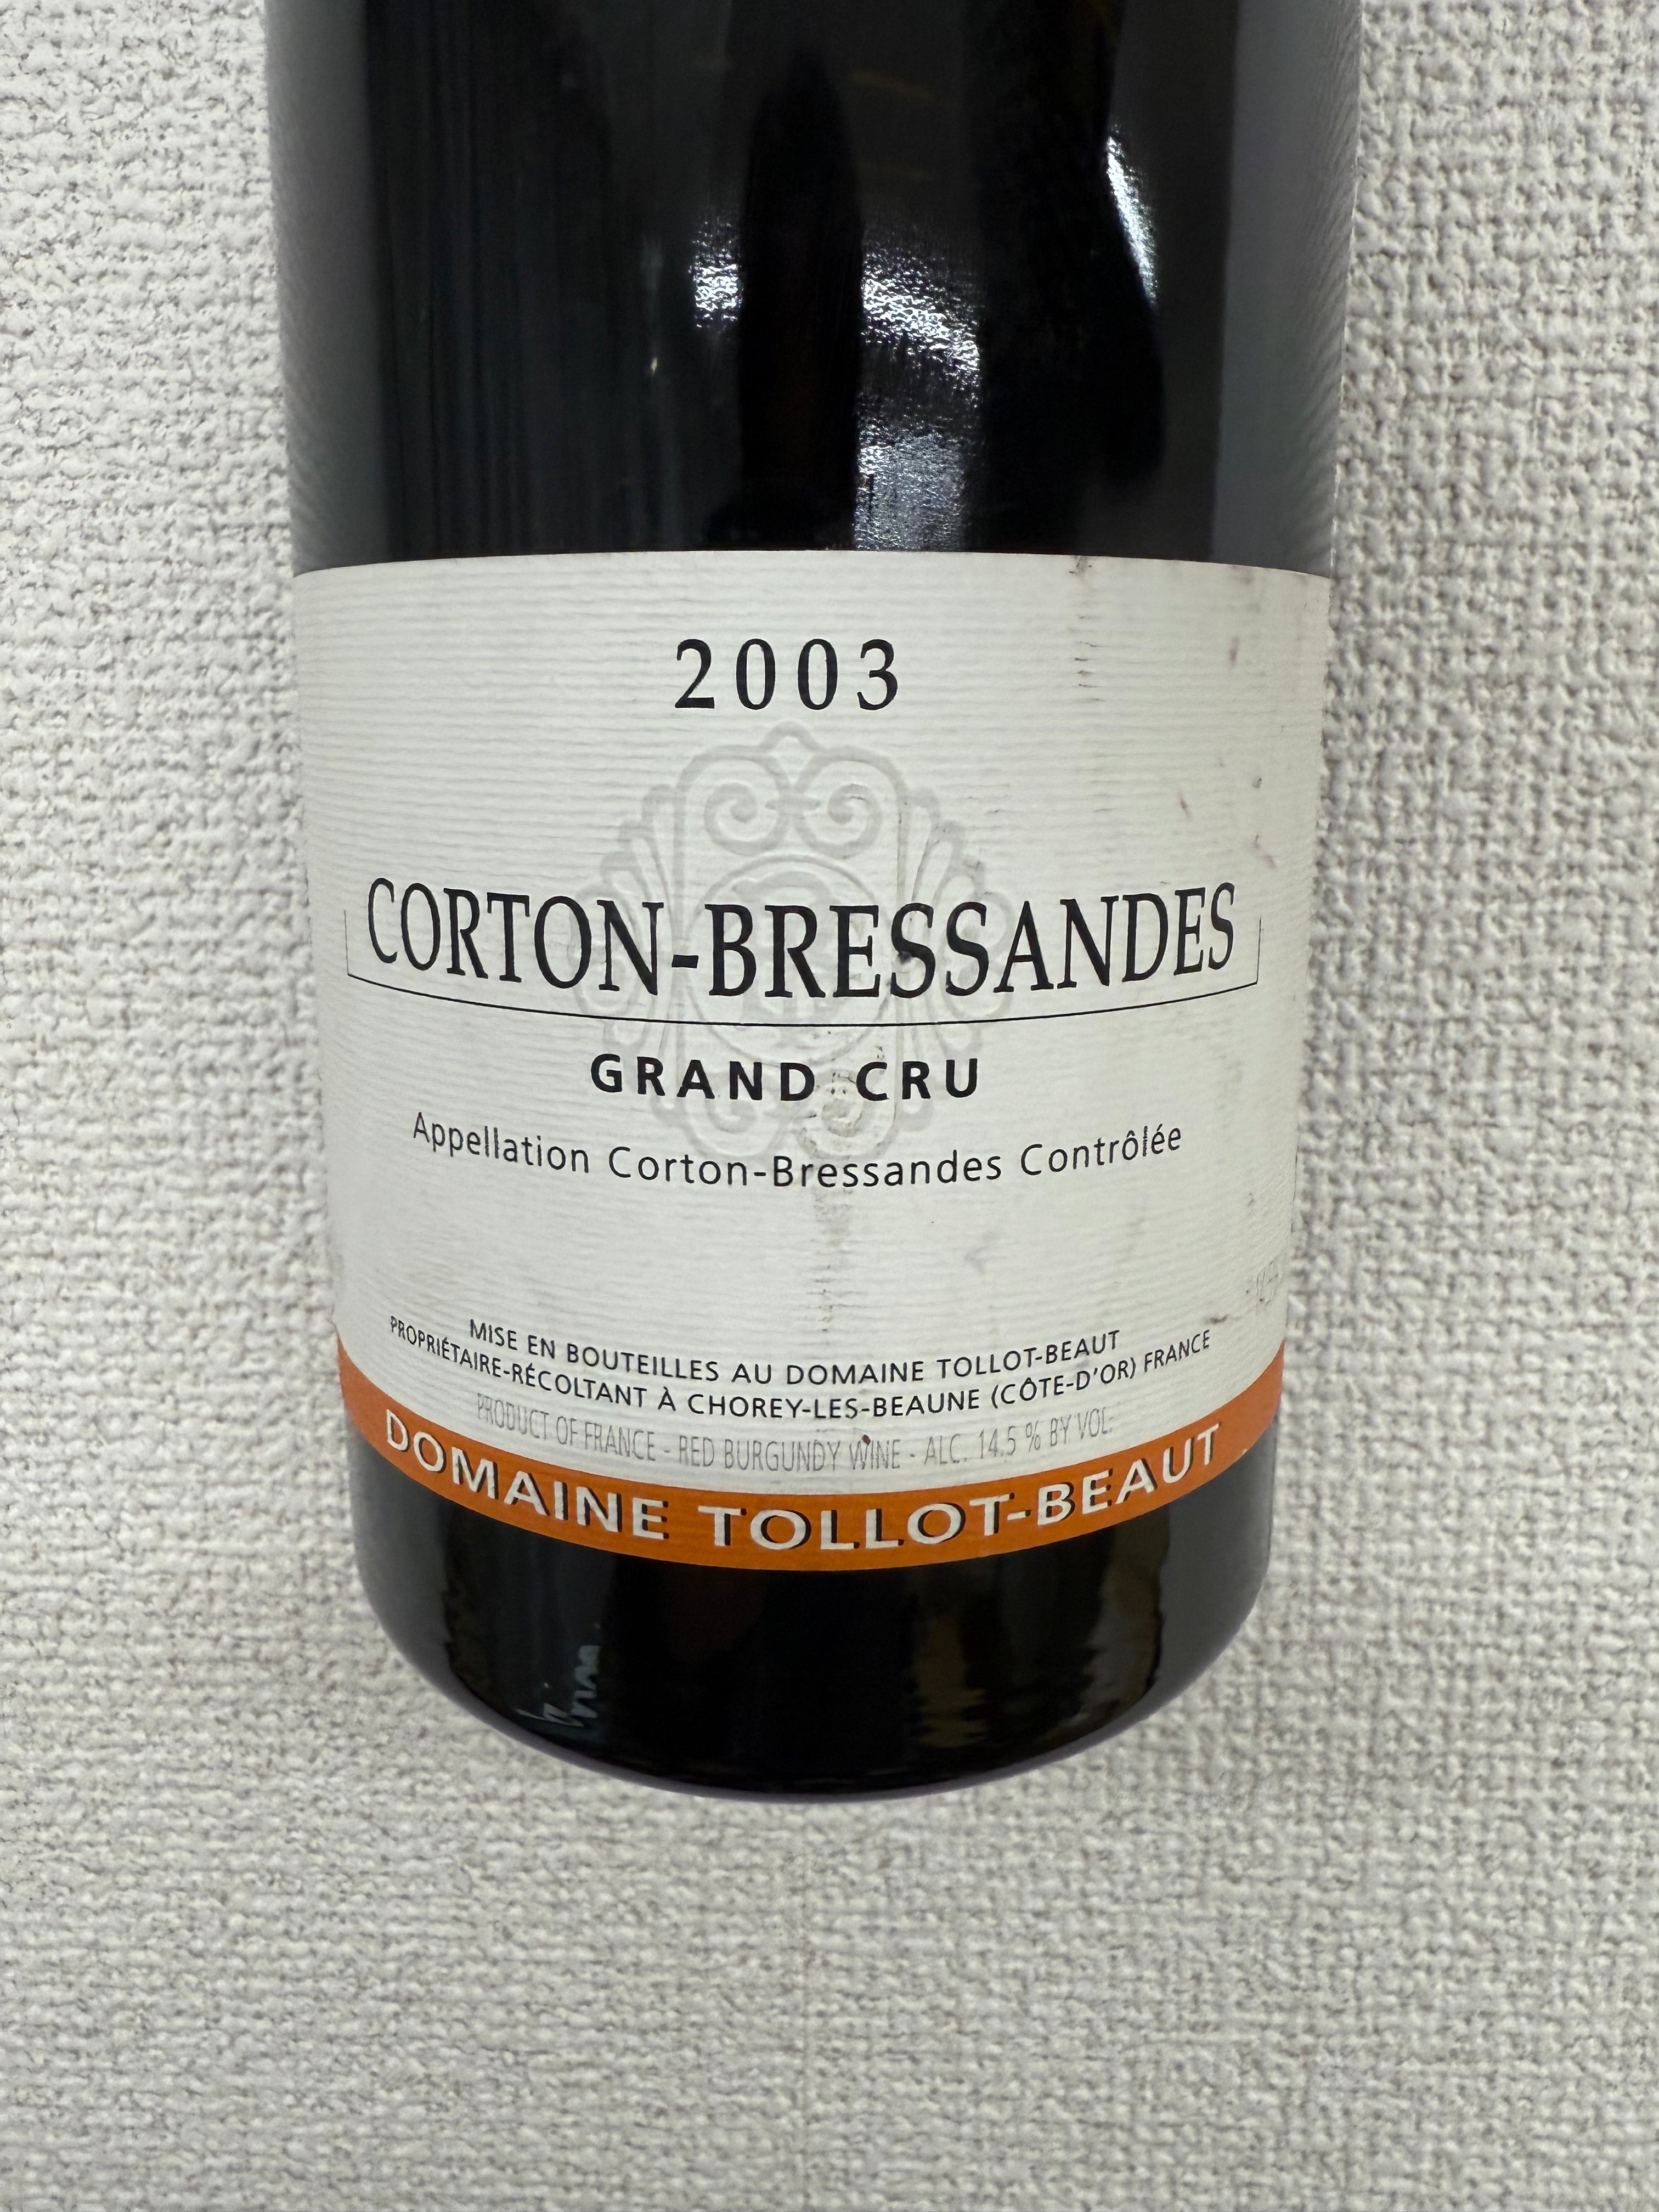 2003
CORTON-BRESSANDES
GRAND CRU
Appellation Corton-Bressandes Contrôlée
MISE EN BOUTEILLES AU DOMAINE TOLLOT-BEAUT
PROPRIÉTAIRE-RÉCOLTANT À CHOREY-LES-BEAUNE (CÔTE-D'OR) FRANCE
PRODUCT OF FRANCE - RED BURGUNDY WINE - ALC. 14.5 % BY VOL.
DOMAINE TOLLOT-BEAUT